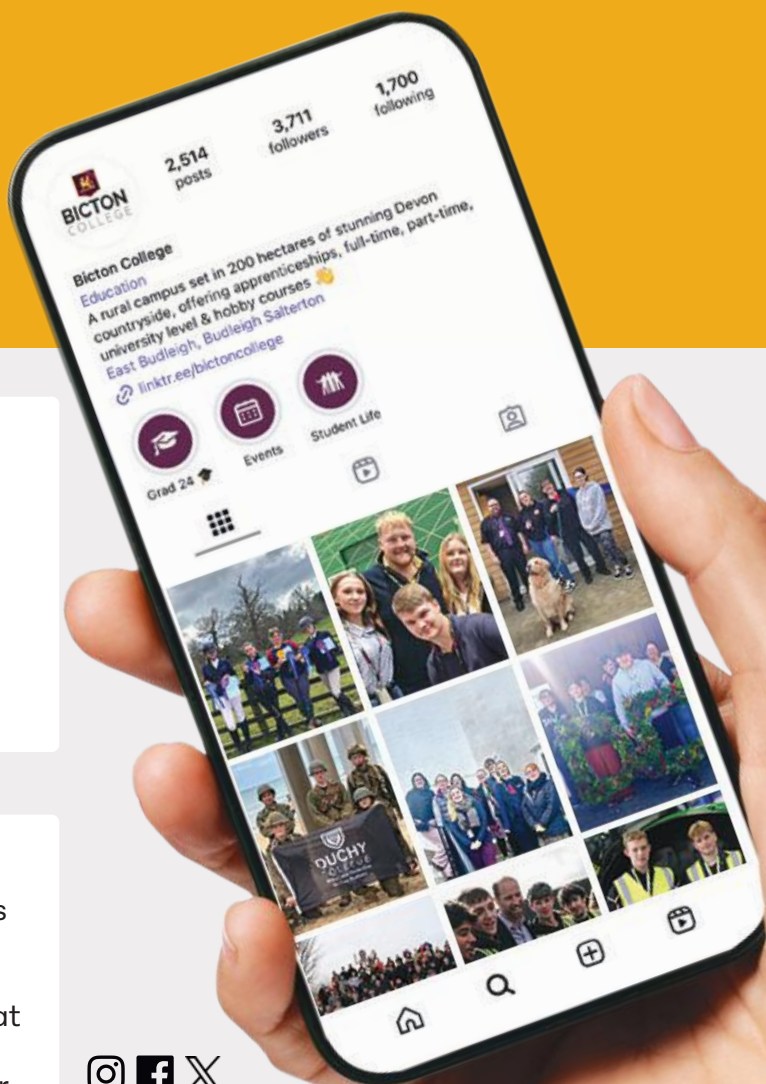 BICTON
COLLEGE
2,514
posts
3,711
followers
1,700
following
Bicton College
Education
A rural campus set in 200 hectares of stunning Devon
countryside, offering apprenticeships, full-time, part-time,
university level & hobby courses 👋
East Budleigh, Budleigh Salterton
linktr.ee/bictoncollege
Grad 24 🎓
Events
Student Life
DUCHY
COLLEGE
s
at